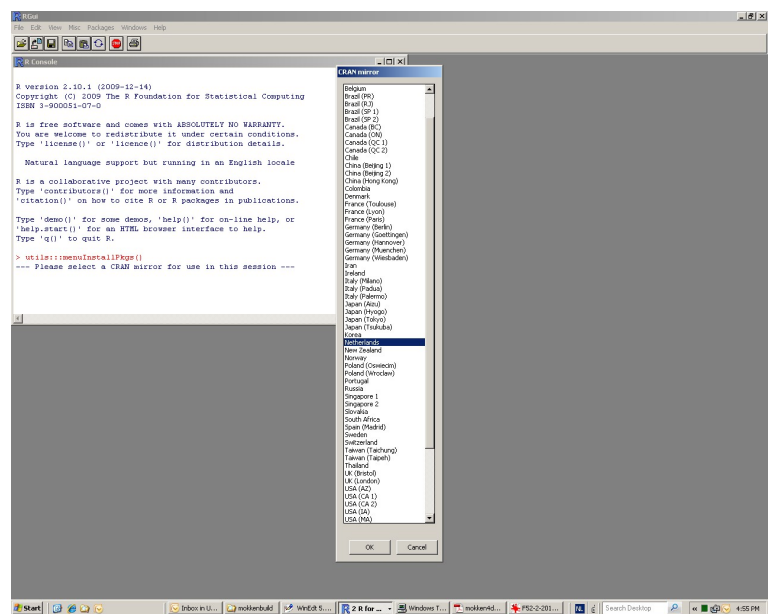 RGui
File Edit View Misc Packages Windows Help
R Console
R version 2.10.1 (2009-12-14)
Copyright (C) 2009 The R Foundation for Statistical Computing
ISBN 3-900051-07-0
R is free software and comes with ABSOLUTELY NO WARRANTY.
You are welcome to redistribute it under certain conditions.
Type 'license()' or 'licence()' for distribution details.
Natural language support but running in an English locale
R is a collaborative project with many contributors.
Type 'contributors()' for more information and
'citation()' on how to cite R or R packages in publications.
Type 'demo()' for some demos, 'help()' for on-line help, or
'help.start()' for an HTML browser interface to help.
Type 'q()' to quit R.
> utils:::menuInstallPkgs()
--- Please select a CRAN mirror for use in this session ---
CRAN mirror
Belgium
Brazil (PR)
Brazil (RJ)
Brazil (SP 1)
Brazil (SP 2)
Canada (BC)
Canada (ON)
Canada (QC 1)
Canada (QC 2)
Chile
China (Beijing 1)
China (Beijing 2)
China (Hong Kong)
Colombia
Denmark
France (Toulouse)
France (Lyon)
France (Paris)
Germany (Berlin)
Germany (Goettingen)
Germany (Hannover)
Germany (Muenchen)
Germany (Wiesbaden)
Iran
Ireland
Italy (Milano)
Italy (Padua)
Italy (Palermo)
Japan (Aizu)
Japan (Hyogo)
Japan (Tokyo)
Japan (Tsukuba)
Korea
Netherlands
New Zealand
Norway
Poland (Oswiecim)
Poland (Wroclaw)
Portugal
Russia
Singapore 1
Singapore 2
Slovakia
South Africa
Spain (Madrid)
Sweden
Switzerland
Taiwan (Taichung)
Taiwan (Taipeh)
Thailand
UK (Bristol)
UK (London)
USA (AZ)
USA (CA 1)
USA (CA 2)
USA (IA)
USA (MA)
OK Cancel
Start Inbox in U... mokkenbuild WinEdt 5.... 2 R for ... Windows T... mokken4d... F52-2-201... NL Search Desktop 4:55 PM